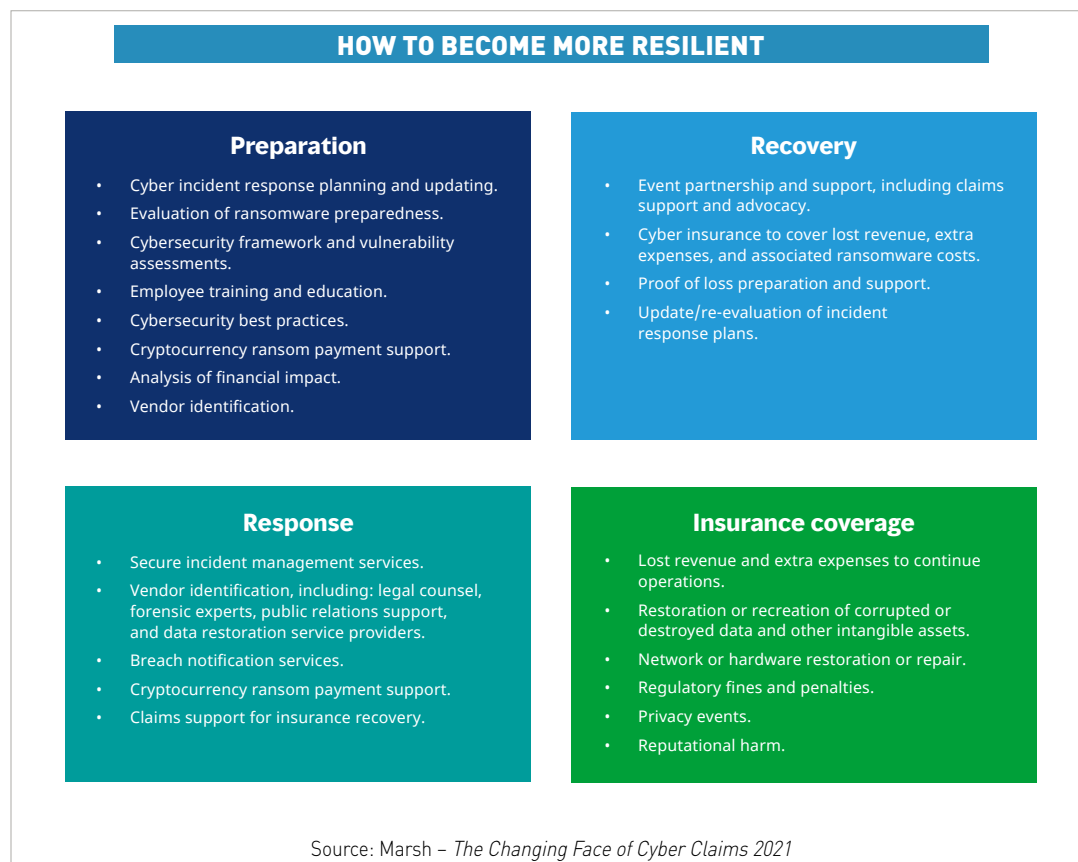 HOW TO BECOME MORE RESILIENT
Preparation
• Cyber incident response planning and updating.
• Evaluation of ransomware preparedness.
• Cybersecurity framework and vulnerability
assessments.
• Employee training and education.
• Cybersecurity best practices.
• Cryptocurrency ransom payment support.
• Analysis of financial impact.
• Vendor identification.
Recovery
• Event partnership and support, including claims
support and advocacy.
• Cyber insurance to cover lost revenue, extra
expenses, and associated ransomware costs.
• Proof of loss preparation and support.
• Update/re-evaluation of incident
response plans.
Response
• Secure incident management services.
• Vendor identification, including: legal counsel,
forensic experts, public relations support,
and data restoration service providers.
• Breach notification services.
• Cryptocurrency ransom payment support.
• Claims support for insurance recovery.
Insurance coverage
• Lost revenue and extra expenses to continue
operations.
• Restoration or recreation of corrupted or
destroyed data and other intangible assets.
• Network or hardware restoration or repair.
• Regulatory fines and penalties.
• Privacy events.
• Reputational harm.
Source: Marsh – The Changing Face of Cyber Claims 2021